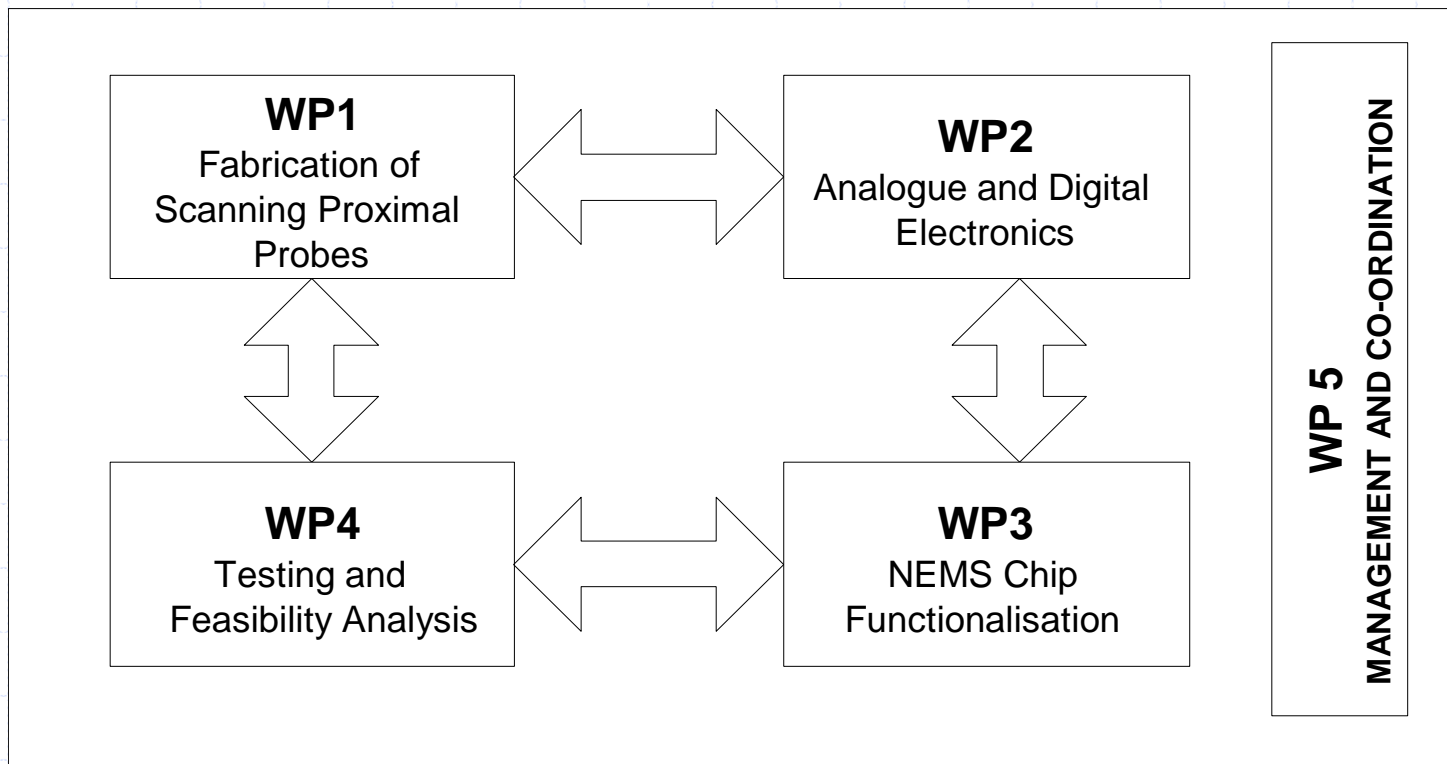 WP1
Fabrication of
Scanning Proximal
Probes
WP2
Analogue and Digital
Electronics
WP4
Testing and
Feasibility Analysis
WP3
NEMS Chip
Functionalisation
WP 5
MANAGEMENT AND CO-ORDINATION